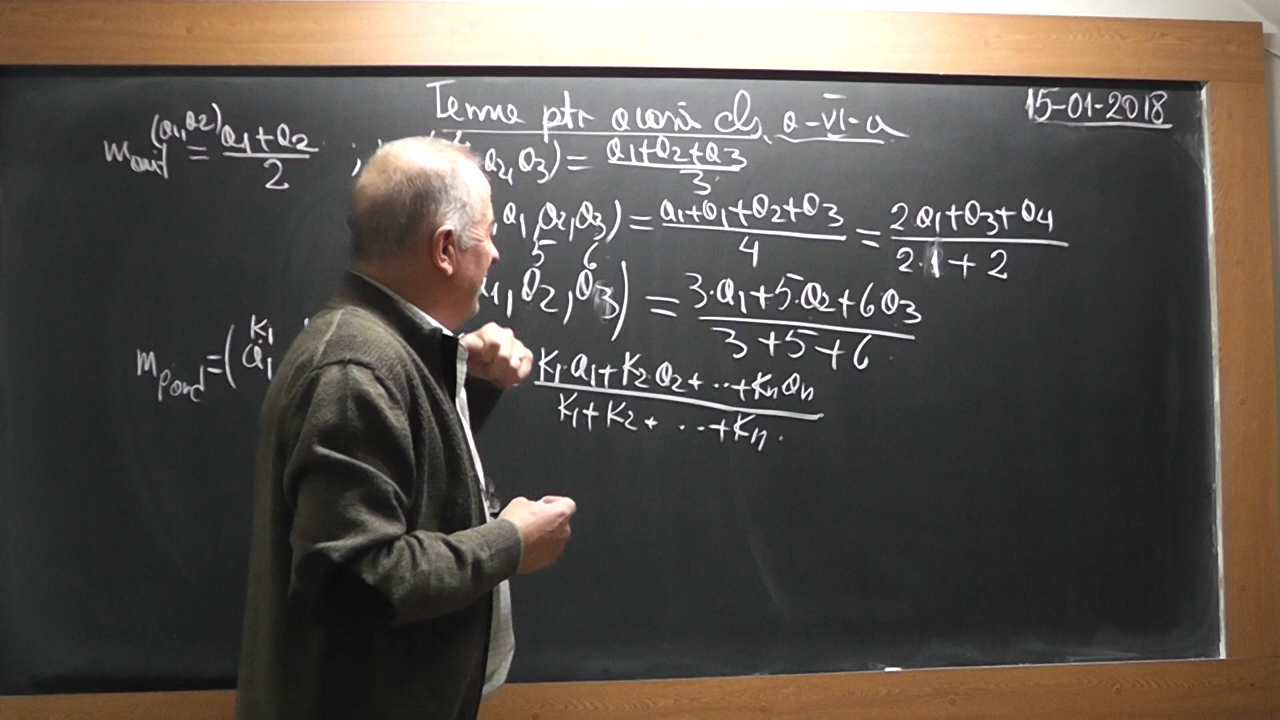 Teme ptr acasă cls. a-VI-a
15-01-2018
m_arit (a1,a2) = (a1+a2)/2 ; a2,a3) = (a1+a2+a3)/3
a1,a2,a3) = (a1+a1+a2+a3)/4 = (2·a1+a3+a4)/(2·1+2)
5 6
a1,a2,a3) = (3·a1+5·a2+6a3)/(3+5+6)
m_pond = (K1 a1 (K1·a1+K2·a2+...+Kn an)/(K1+K2+...+Kn.